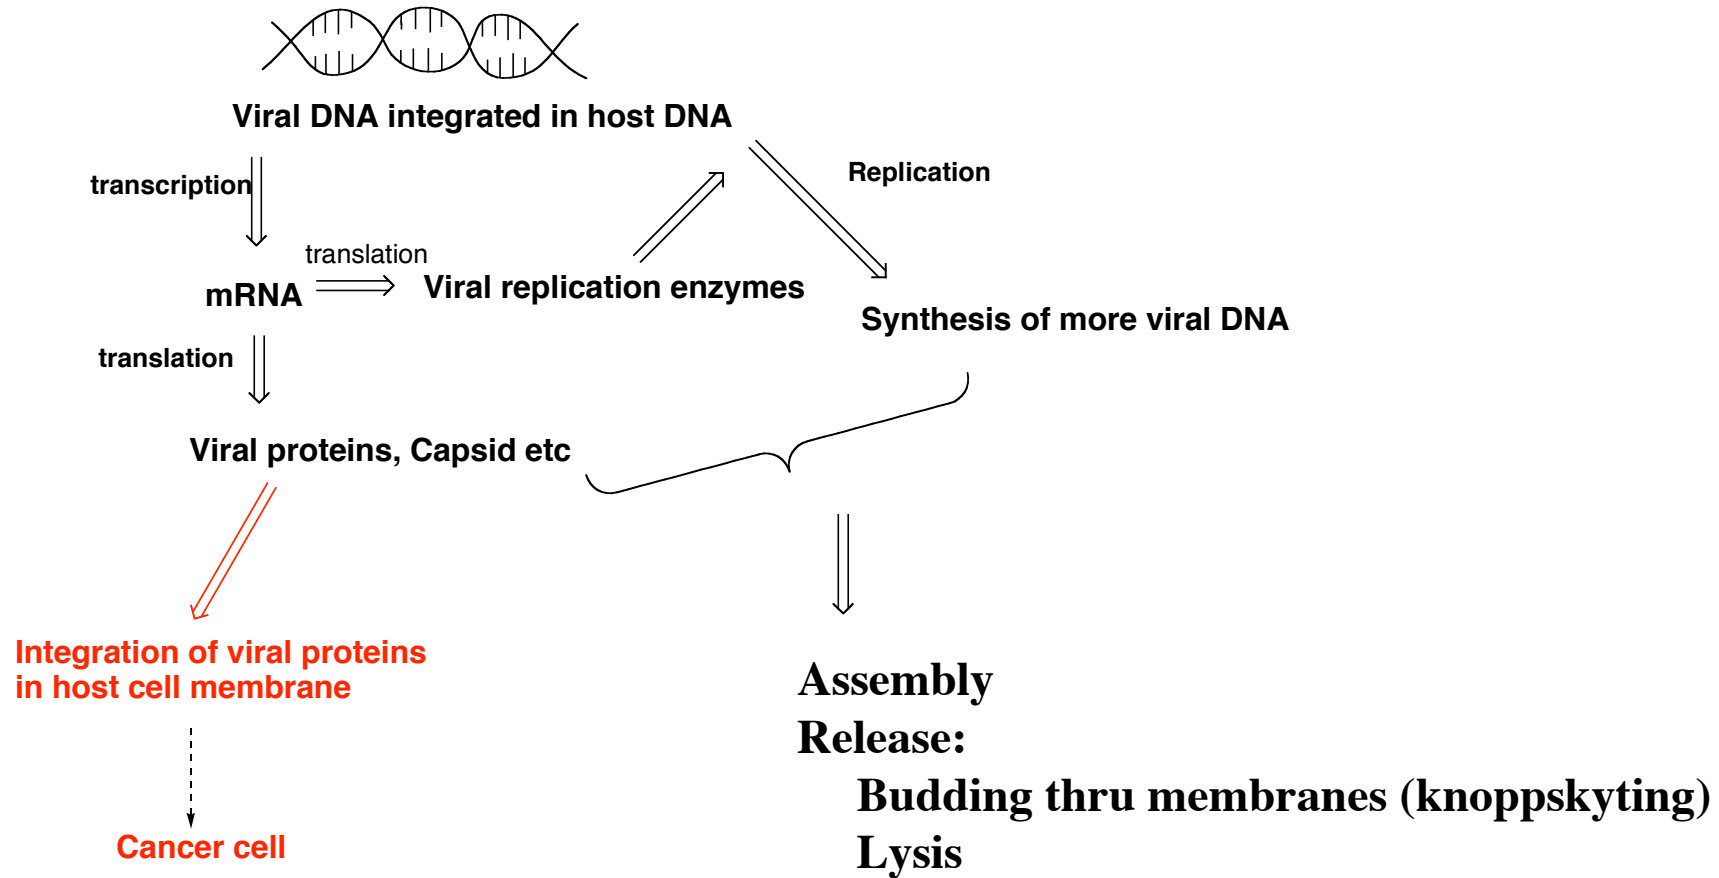 Viral DNA integrated in host DNA
transcription
Replication
translation
mRNA
Viral replication enzymes
Synthesis of more viral DNA
translation
Viral proteins, Capsid etc
Integration of viral proteins
in host cell membrane
Cancer cell
Assembly
Release:
Budding thru membranes (knoppskyting)
Lysis